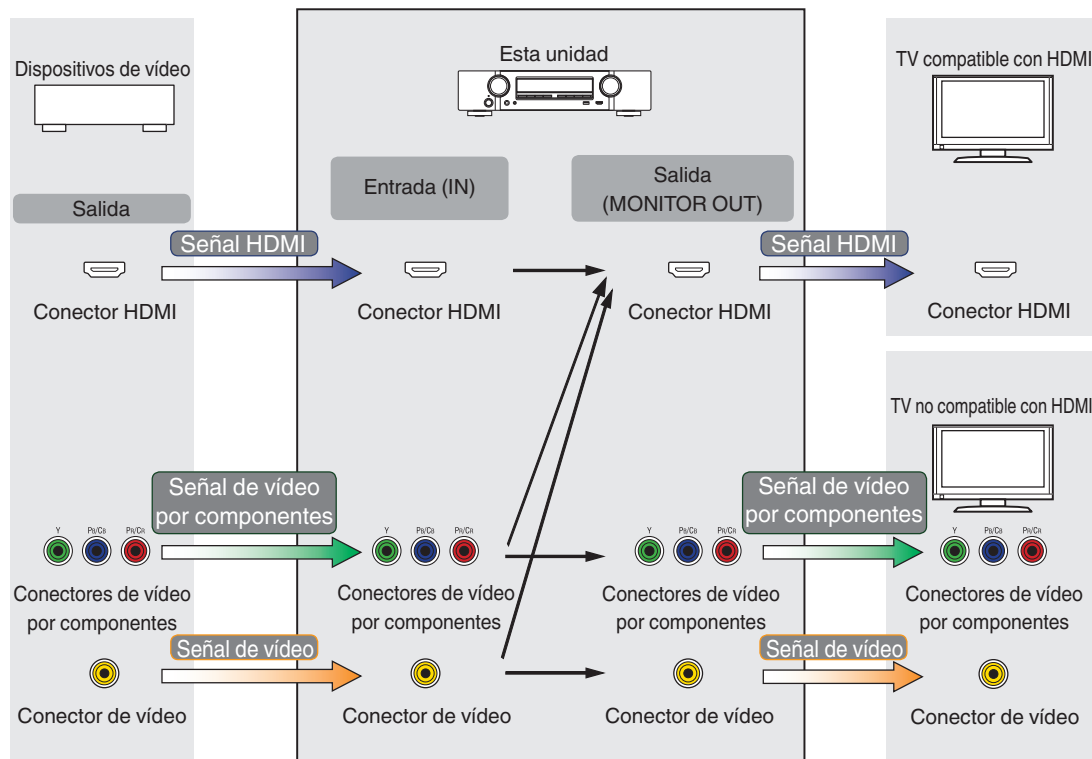 Dispositivos de vídeo
Esta unidad
TV compatible con HDMI
Salida
Entrada (IN)
Salida
(MONITOR OUT)
Señal HDMI
Señal HDMI
Conector HDMI
Conector HDMI
Conector HDMI
Conector HDMI
TV no compatible con HDMI
Señal de vídeo
por componentes
Señal de vídeo
por componentes
Y PB/CB PR/CR
Y PB/CB PR/CR
Y PB/CB PR/CR
Y PB/CB PR/CR
Conectores de vídeo
por componentes
Conectores de vídeo
por componentes
Conectores de vídeo
por componentes
Conectores de vídeo
por componentes
Señal de vídeo
Señal de vídeo
Conector de vídeo
Conector de vídeo
Conector de vídeo
Conector de vídeo